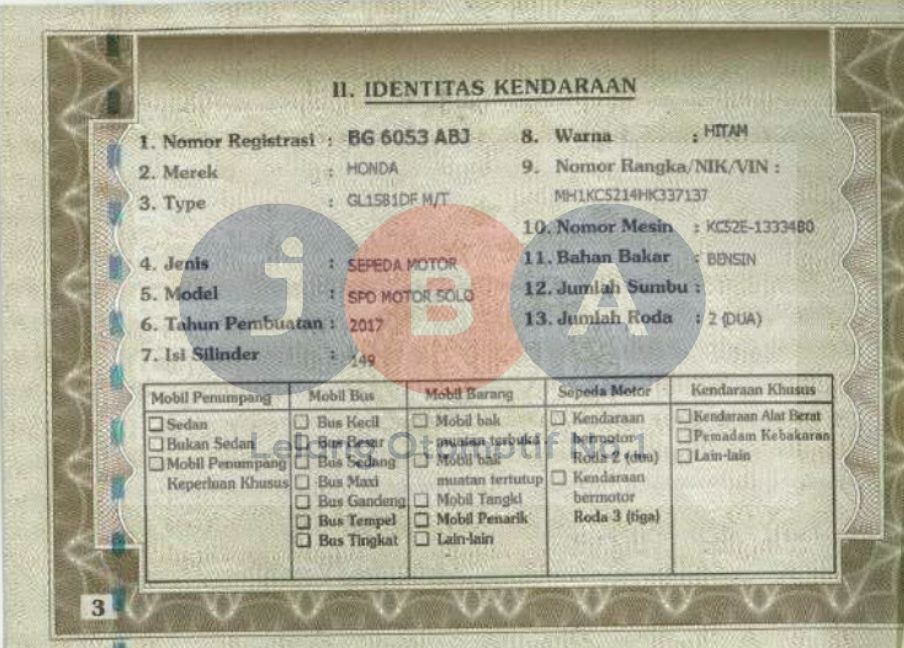 II. IDENTITAS KENDARAAN
1. Nomor Registrasi : BG 6053 ABJ
2. Merek : HONDA
3. Type : GL15B1DF M/T
4. Jenis : SEPEDA MOTOR
5. Model : SPD MOTOR SOLO
6. Tahun Pembuatan : 2017
7. Isi Silinder : 149
8. Warna : HITAM
9. Nomor Rangka/NIK/VIN :
MH1KC5214HK337137
10. Nomor Mesin : KC52E-1333480
11. Bahan Bakar : BENSIN
12. Jumlah Sumbu :
13. Jumlah Roda : 2 (DUA)
JBA
Lelang Otomotif No.1
Mobil Penumpang
Sedan
Bukan Sedan
Mobil Penumpang
Keperluan Khusus
Mobil Bus
Bus Kecil
Bus Besar
Bus Sedang
Bus Maxi
Bus Gandeng
Bus Tempel
Bus Tingkat
Mobil Barang
Mobil bak
muatan terbuka
Mobil bak
muatan tertutup
Mobil Tangki
Mobil Penarik
Lain-lain
Sepeda Motor
Kendaraan
bermotor
Roda 2 (dua)
Kendaraan
bermotor
Roda 3 (tiga)
Kendaraan Khusus
Kendaraan Alat Berat
Pemadam Kebakaran
Lain-lain
3